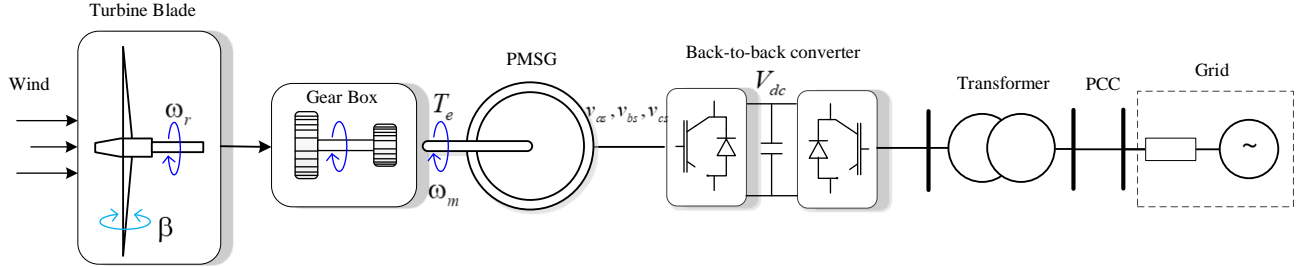 Turbine Blade
Wind
ω_r
β
Gear Box
T_e
ω_m
PMSG
v_as, v_bs, v_cs
Back-to-back converter
V_dc
Transformer
PCC
Grid
~